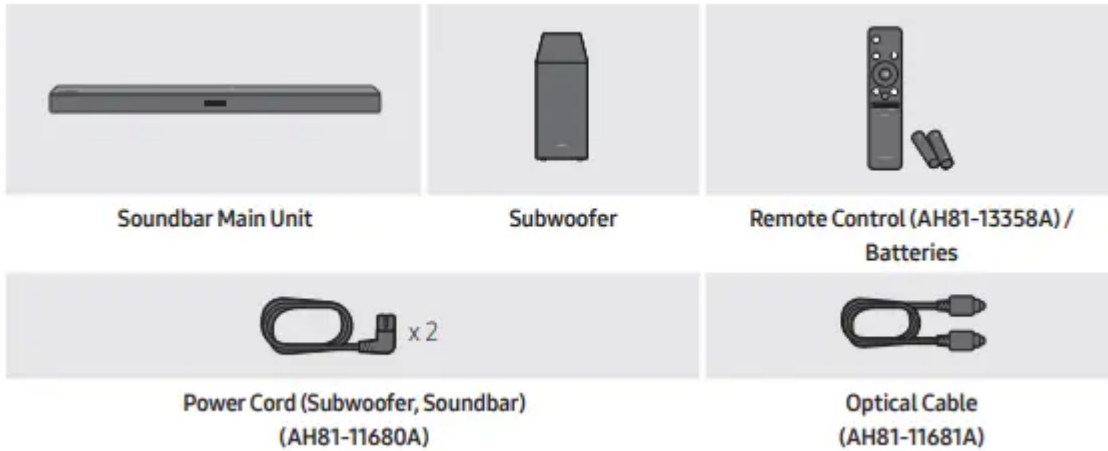 Soundbar Main Unit
Subwoofer
Remote Control (AH81-13358A) /
Batteries
x 2
Power Cord (Subwoofer, Soundbar)
(AH81-11680A)
Optical Cable
(AH81-11681A)